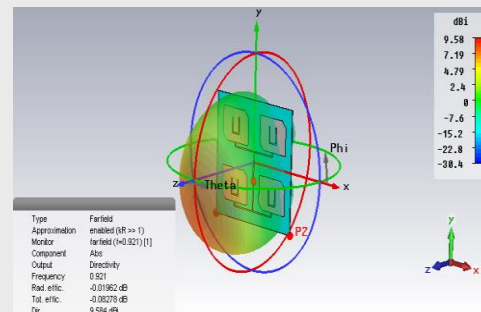 y
dBi
9.58
7.19
4.79
2.4
0
-7.6
-15.2
-22.8
-30.4
Phi
z
Theta
x
P2
Type Farfield
Approximation enabled (kR >> 1)
Monitor farfield (f=0.921) [1]
Component Abs
Output Directivity
Frequency 0.921
Rad. effic. -0.01962 dB
Tot. effic. -0.08278 dB
Dir. 9.584 dBi
y
z
x